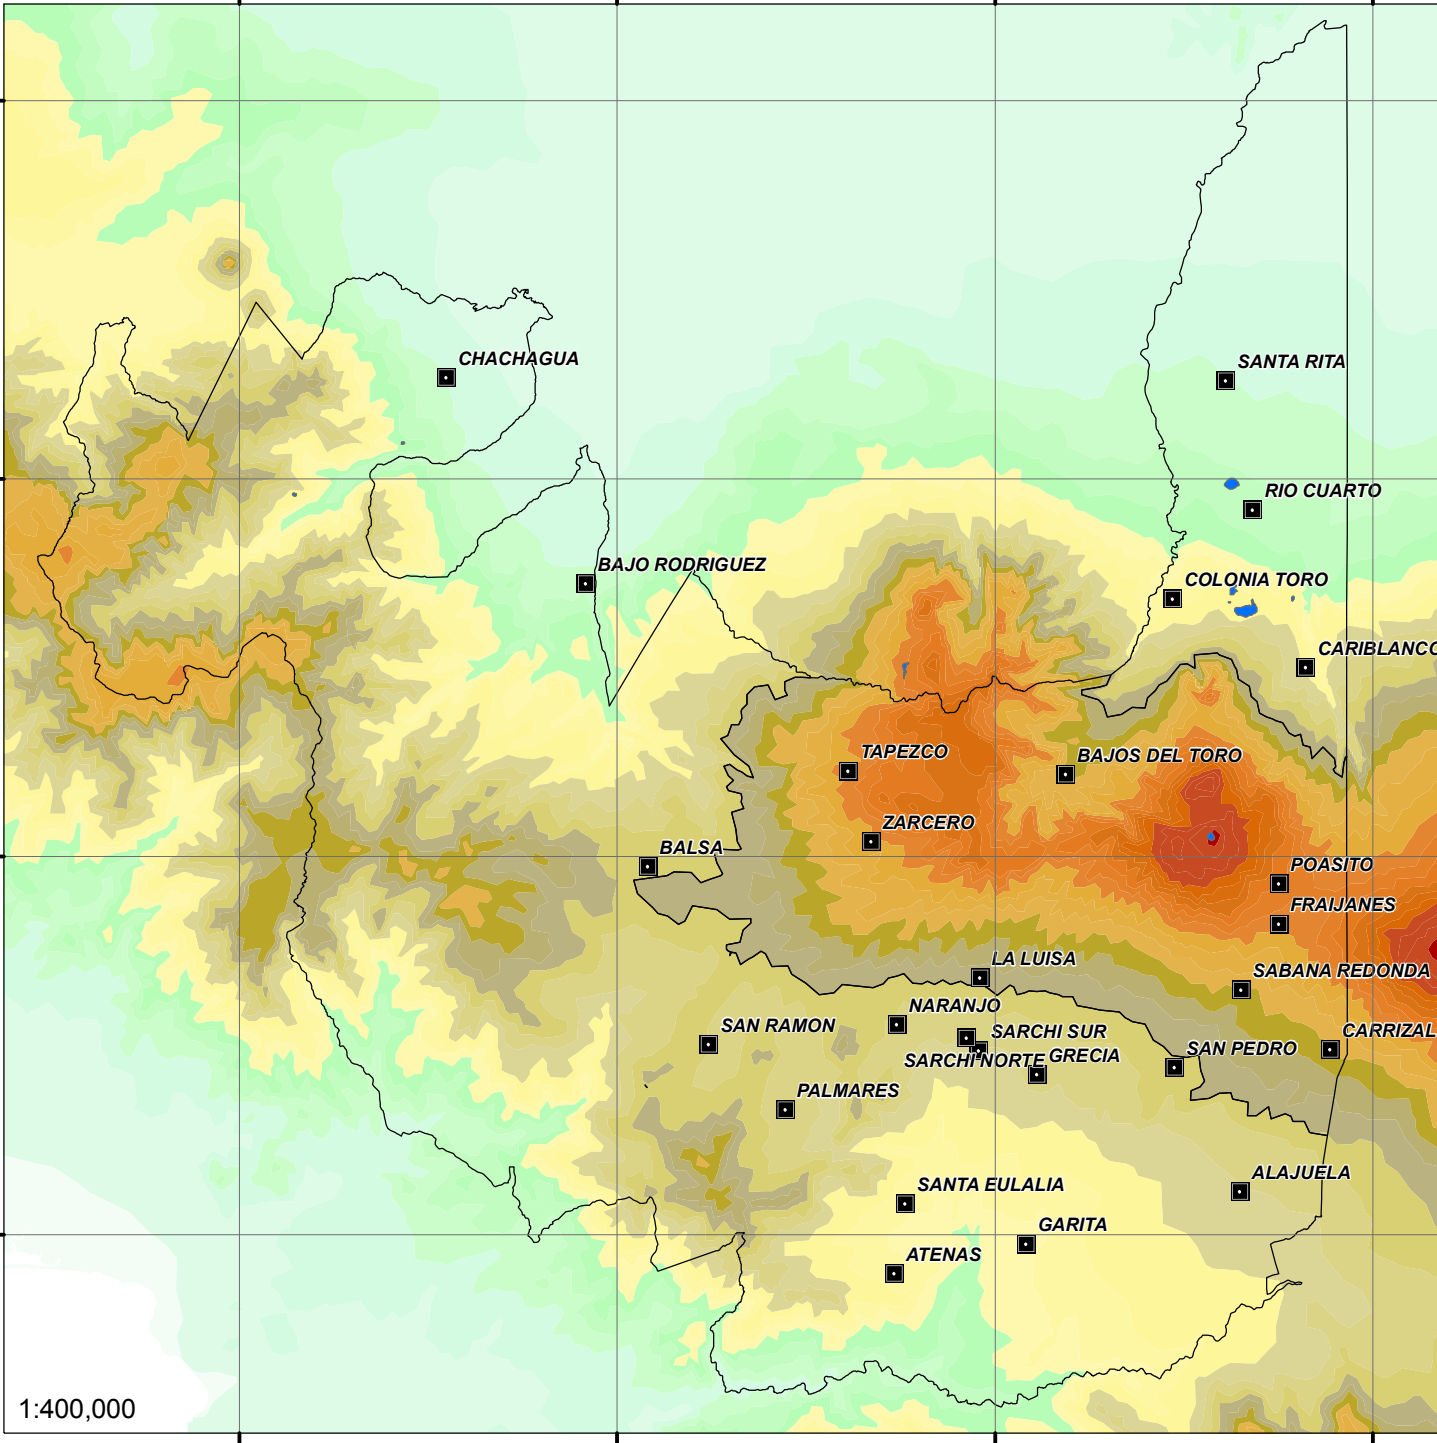 CHACHAGUA
SANTA RITA
RIO CUARTO
BAJO RODRIGUEZ
COLONIA TORO
CARIBLANCO
TAPEZCO
BAJOS DEL TORO
ZARCERO
BALSA
POASITO
FRAIJANES
LA LUISA
SABANA REDONDA
NARANJO
SAN RAMON
SARCHI SUR
CARRIZAL
SARCHI NORTE
GRECIA
SAN PEDRO
PALMARES
ALAJUELA
SANTA EULALIA
GARITA
ATENAS
1:400,000